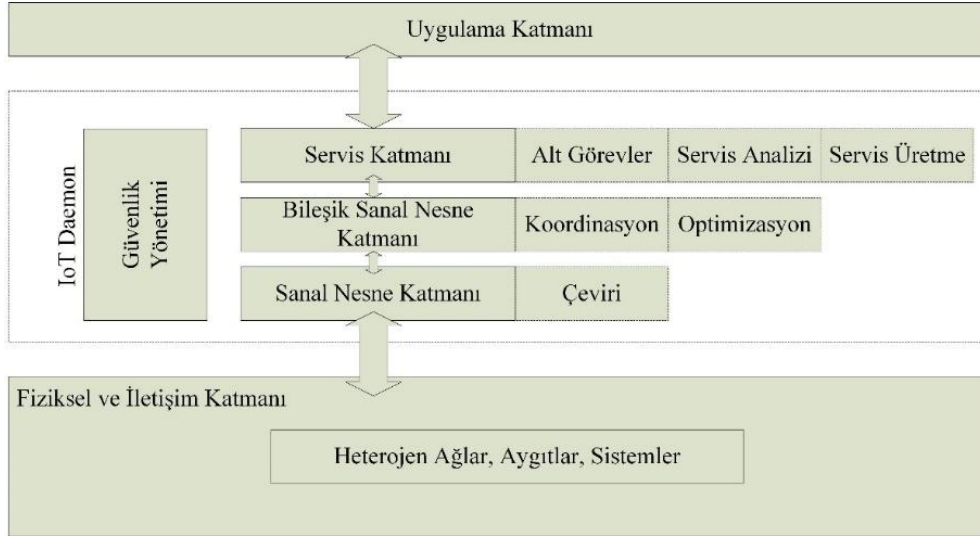 Uygulama Katmanı
IoT Daemon
Güvenlik
Yönetimi
Servis Katmanı
Alt Görevler
Servis Analizi
Servis Üretme
Bileşik Sanal Nesne
Katmanı
Koordinasyon
Optimizasyon
Sanal Nesne Katmanı
Çeviri
Fiziksel ve İletişim Katmanı
Heterojen Ağlar, Aygıtlar, Sistemler